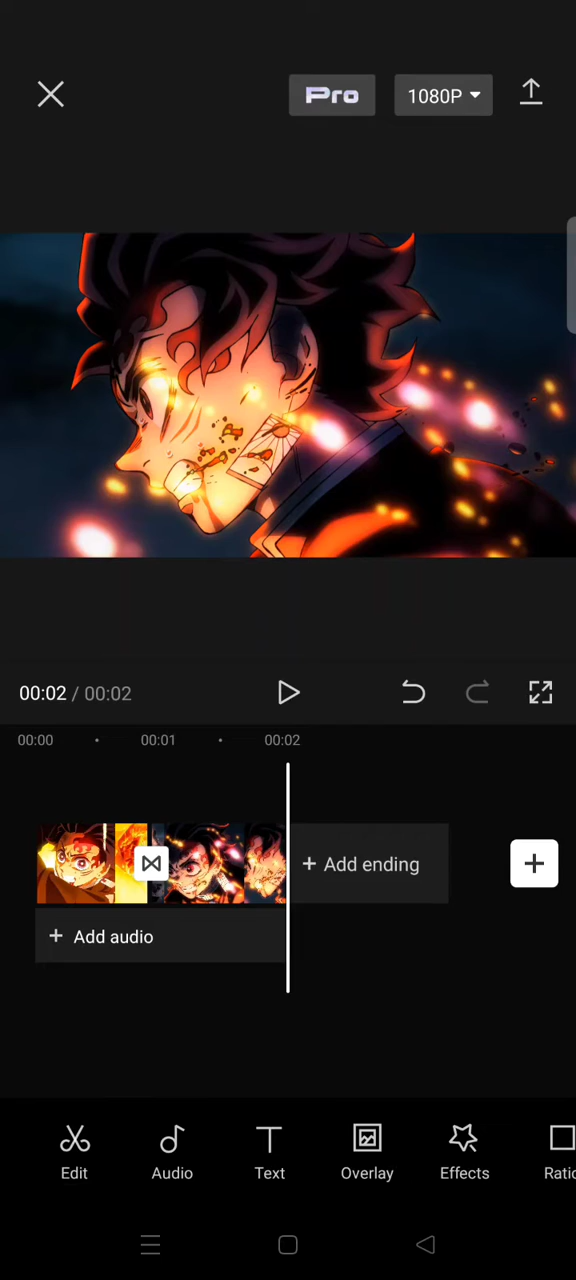 Pro 1080P
00:02 / 00:02
00:00 00:01 00:02
+ Add ending
+ Add audio
Edit Audio Text Overlay Effects Ratio